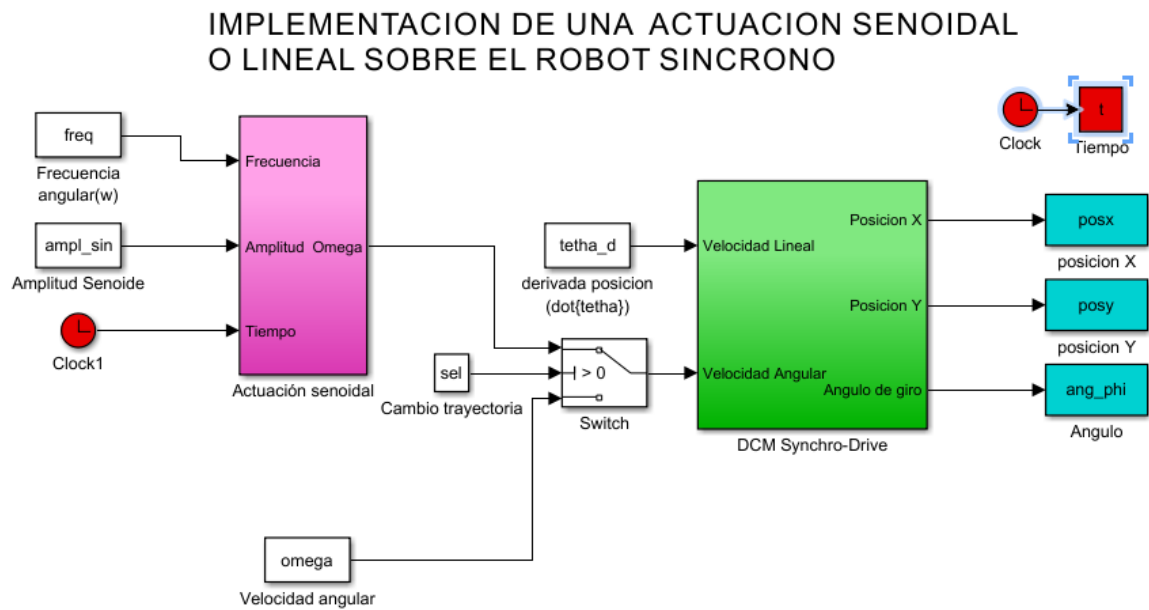 IMPLEMENTACION DE UNA ACTUACION SENOIDAL
O LINEAL SOBRE EL ROBOT SINCRONO
freq
Frecuencia
angular(w)
ampl_sin
Amplitud Senoide
Clock1
Frecuencia
Amplitud Omega
Tiempo
Actuación senoidal
tetha_d
derivada posicion
(dot{tetha})
sel
Cambio trayectoria
> 0
Switch
omega
Velocidad angular
Velocidad Lineal
Velocidad Angular
Posicion X
Posicion Y
Angulo de giro
DCM Synchro-Drive
Clock
t
Tiempo
posx
posicion X
posy
posicion Y
ang_phi
Angulo